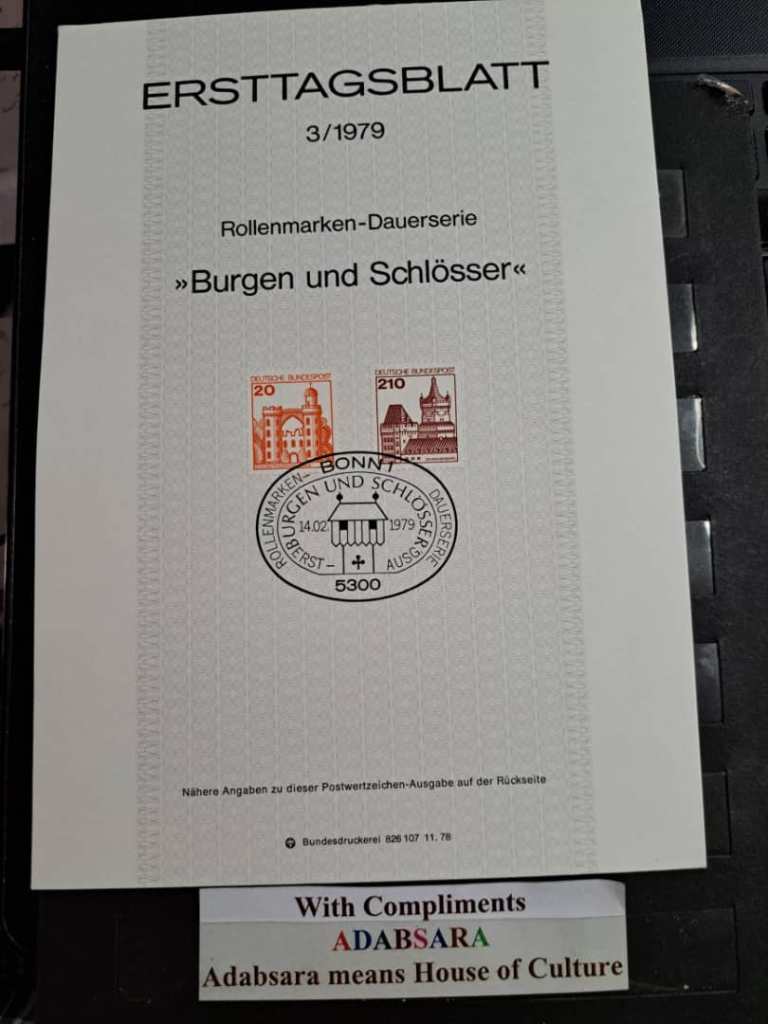 ERSTTAGSBLATT
3/1979
Rollenmarken-Dauerserie
»Burgen und Schlösser«
DEUTSCHE BUNDESPOST
20
DEUTSCHE BUNDESPOST
210
BONN 1
ROLLENMARKEN-
DAUERSERIE
BURGEN UND SCHLÖSSER
14.02.
1979
ERST-
AUSG.
5300
Nähere Angaben zu dieser Postwertzeichen-Ausgabe auf der Rückseite
Bundesdruckerei 826 107 11.78
With Compliments
ADABSARA
Adabsara means House of Culture